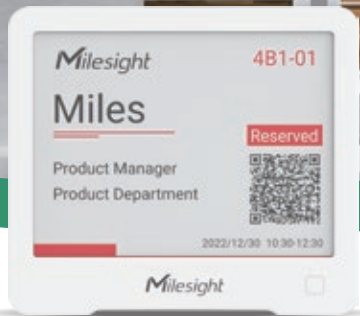 Milesight
4B1-01
Miles
Reserved
Product Manager
Product Department
2022/12/30 10:30-12:30
Milesight